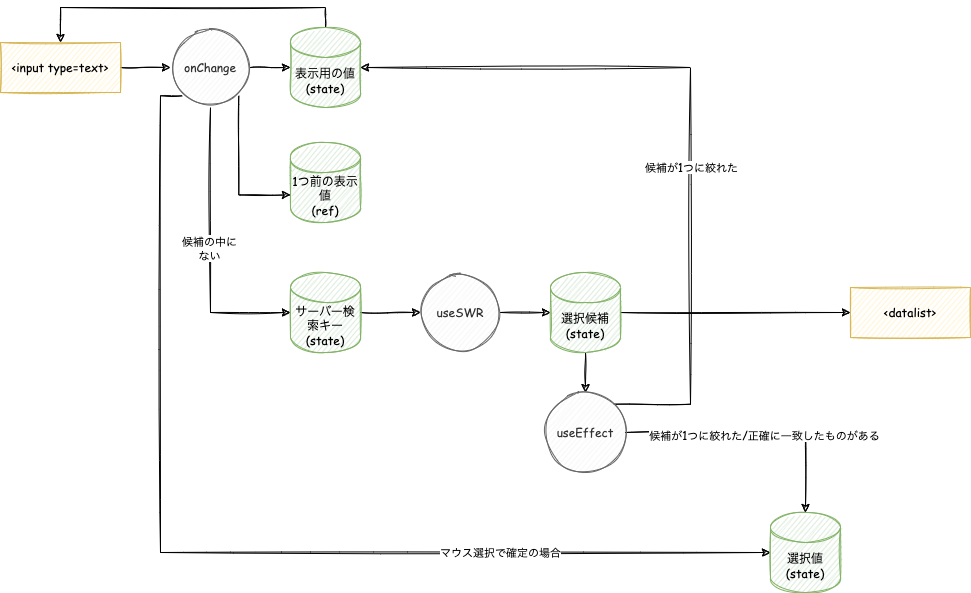 <input type=text>
onChange
表示用の値
(state)
候補が1つに絞れた
1つ前の表示
値
(ref)
候補の中に
ない
サーバー検
索キー
(state)
useSWR
選択候補
(state)
<datalist>
useEffect
候補が1つに絞れた/正確に一致したものがある
マウス選択で確定の場合
選択値
(state)